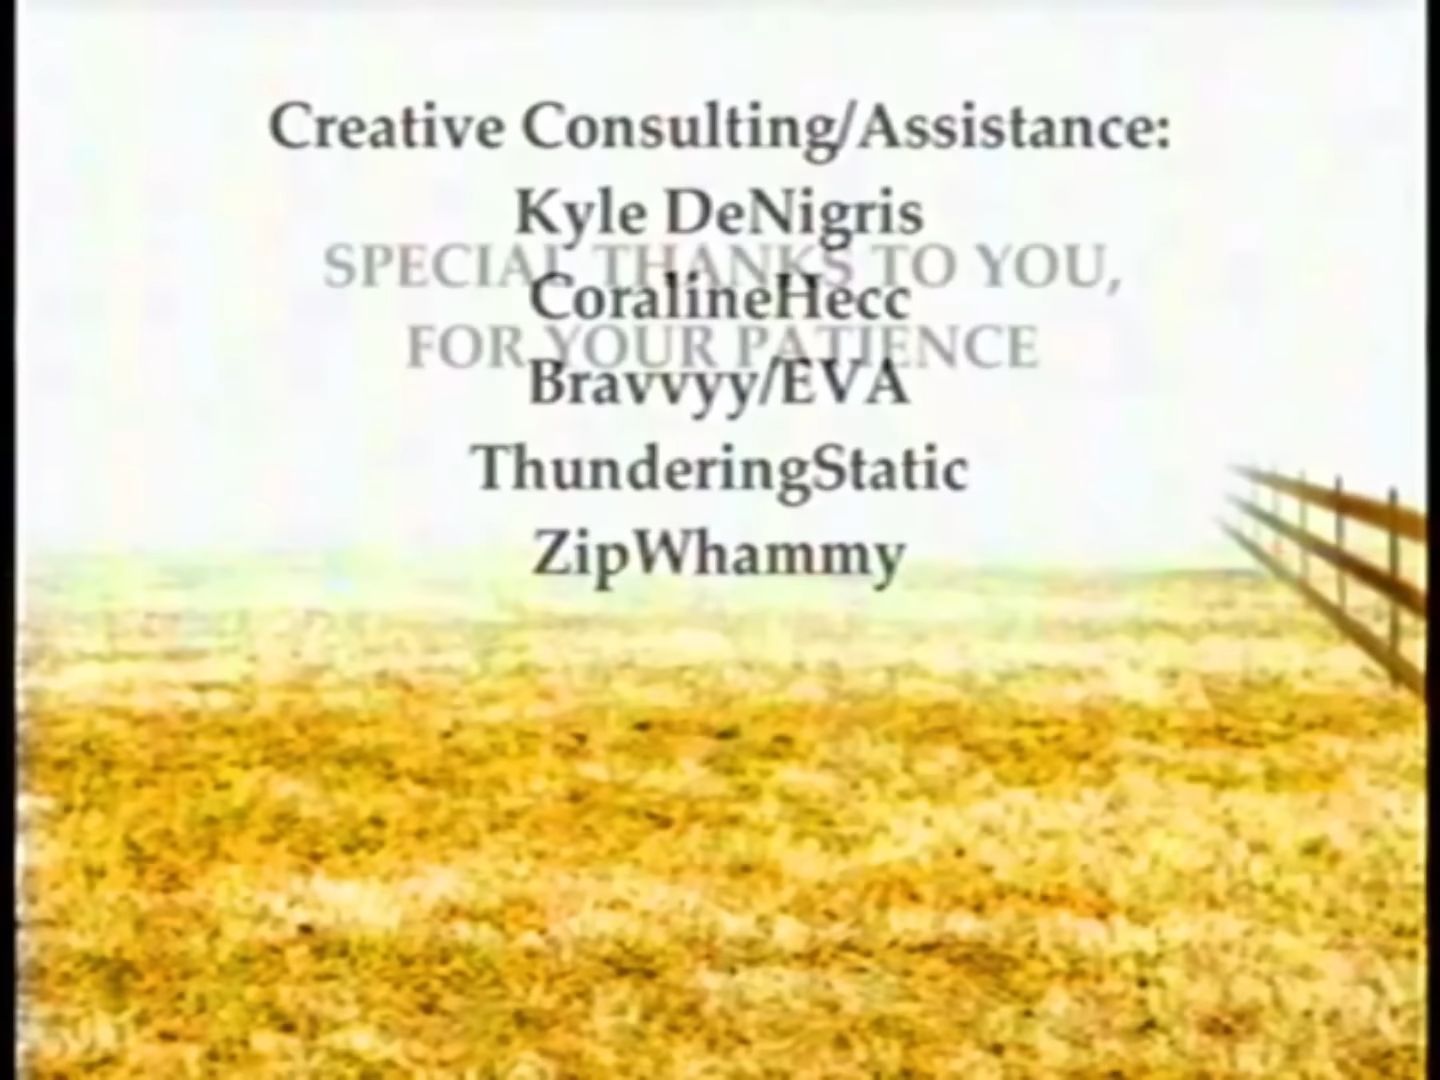 Creative Consulting/Assistance:
Kyle DeNigris
SPECIAL THANKS TO YOU,
CoralineHecc
FOR YOUR PATIENCE
Bravvyy/EVA
ThunderingStatic
ZipWhammy